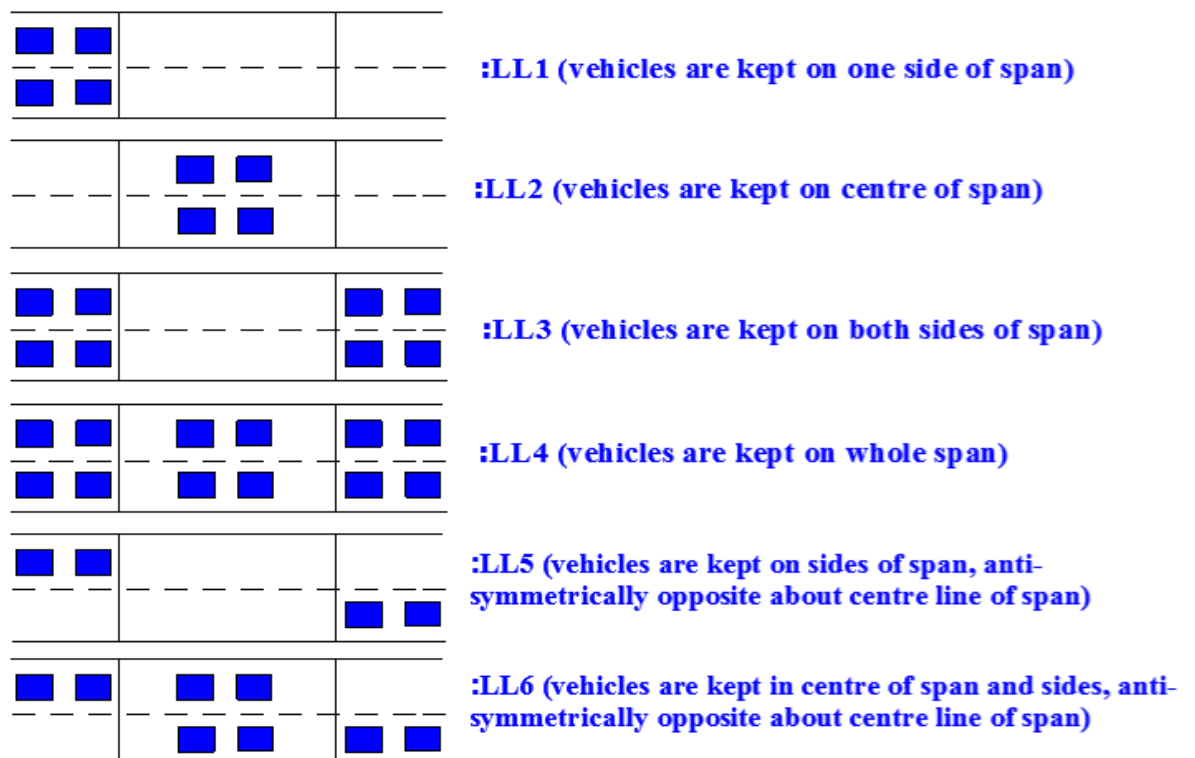 :LL1 (vehicles are kept on one side of span)
:LL2 (vehicles are kept on centre of span)
:LL3 (vehicles are kept on both sides of span)
:LL4 (vehicles are kept on whole span)
:LL5 (vehicles are kept on sides of span, anti-
symmetrically opposite about centre line of span)
:LL6 (vehicles are kept in centre of span and sides, anti-
symmetrically opposite about centre line of span)